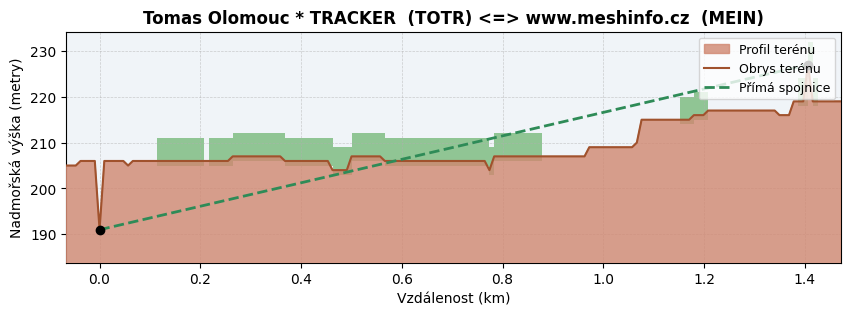 Tomas Olomouc * TRACKER  (TOTR) <=> www.meshinfo.cz  (MEIN)
Profil terénu
Obrys terénu
Přímá spojnice
Nadmořská výška (metry)
230
220
210
200
190
0.0 0.2 0.4 0.6 0.8 1.0 1.2 1.4
Vzdálenost (km)